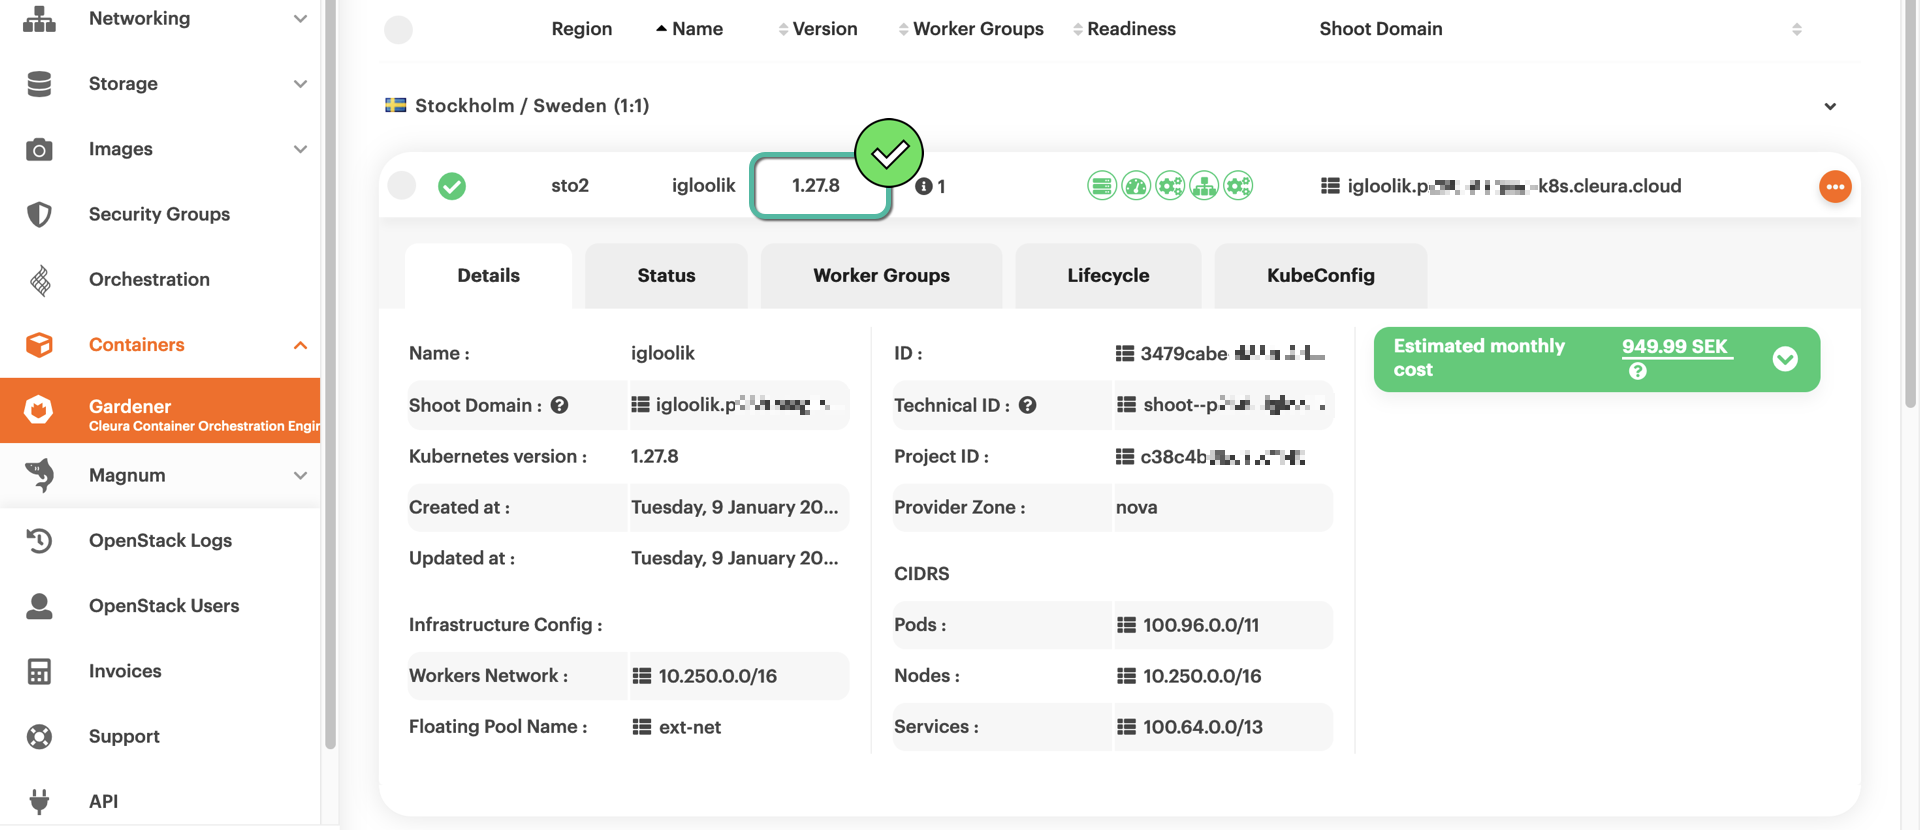 Networking
Storage
Images
Security Groups
Orchestration
Containers
Gardener
Cleura Container Orchestration Engir
Magnum
OpenStack Logs
OpenStack Users
Invoices
Support
API
Region Name Version Worker Groups Readiness Shoot Domain
Stockholm / Sweden (1:1)
sto2 igloolik 1.27.8 1 igloolik.p -k8s.cleura.cloud
Details Status Worker Groups Lifecycle KubeConfig
Name : igloolik
Shoot Domain : igloolik.p
Kubernetes version : 1.27.8
Created at : Tuesday, 9 January 20...
Updated at : Tuesday, 9 January 20...
Infrastructure Config :
Workers Network : 10.250.0.0/16
Floating Pool Name : ext-net
ID : 3479cabe
Technical ID : shoot--p
Project ID : c38c4b
Provider Zone : nova
CIDRS
Pods : 100.96.0.0/11
Nodes : 10.250.0.0/16
Services : 100.64.0.0/13
Estimated monthly cost 949.99 SEK